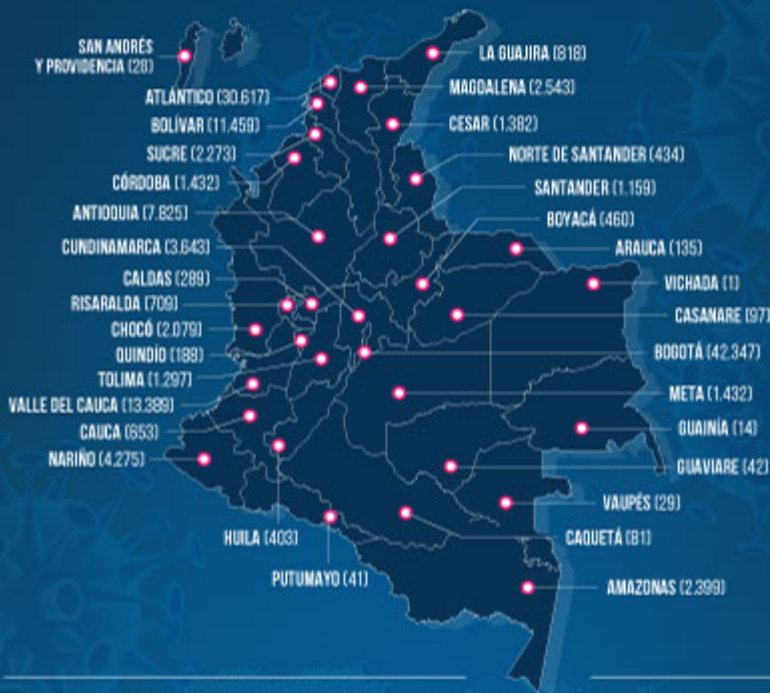 SAN ANDRÉS
Y PROVIDENCIA (28)
ATLÁNTICO (30.617)
BOLÍVAR (11.459)
SUCRE (2.273)
CÓRDOBA (1.432)
ANTIOQUIA (7.825)
CUNDINAMARCA (3.643)
CALDAS (289)
RISARALDA (709)
CHOCÓ (2.079)
QUINDÍO (188)
TOLIMA (1.297)
VALLE DEL CAUCA (13.389)
CAUCA (653)
NARIÑO (4.275)
HUILA (403)
PUTUMAYO (41)
LA GUAJIRA (818)
MAGDALENA (2.543)
CESAR (1.382)
NORTE DE SANTANDER (434)
SANTANDER (1.159)
BOYACÁ (460)
ARAUCA (135)
VICHADA (1)
CASANARE (97)
BOGOTÁ (42.347)
META (1.432)
GUAINÍA (14)
GUAVIARE (42)
VAUPÉS (29)
CAQUETÁ (81)
AMAZONAS (2.399)